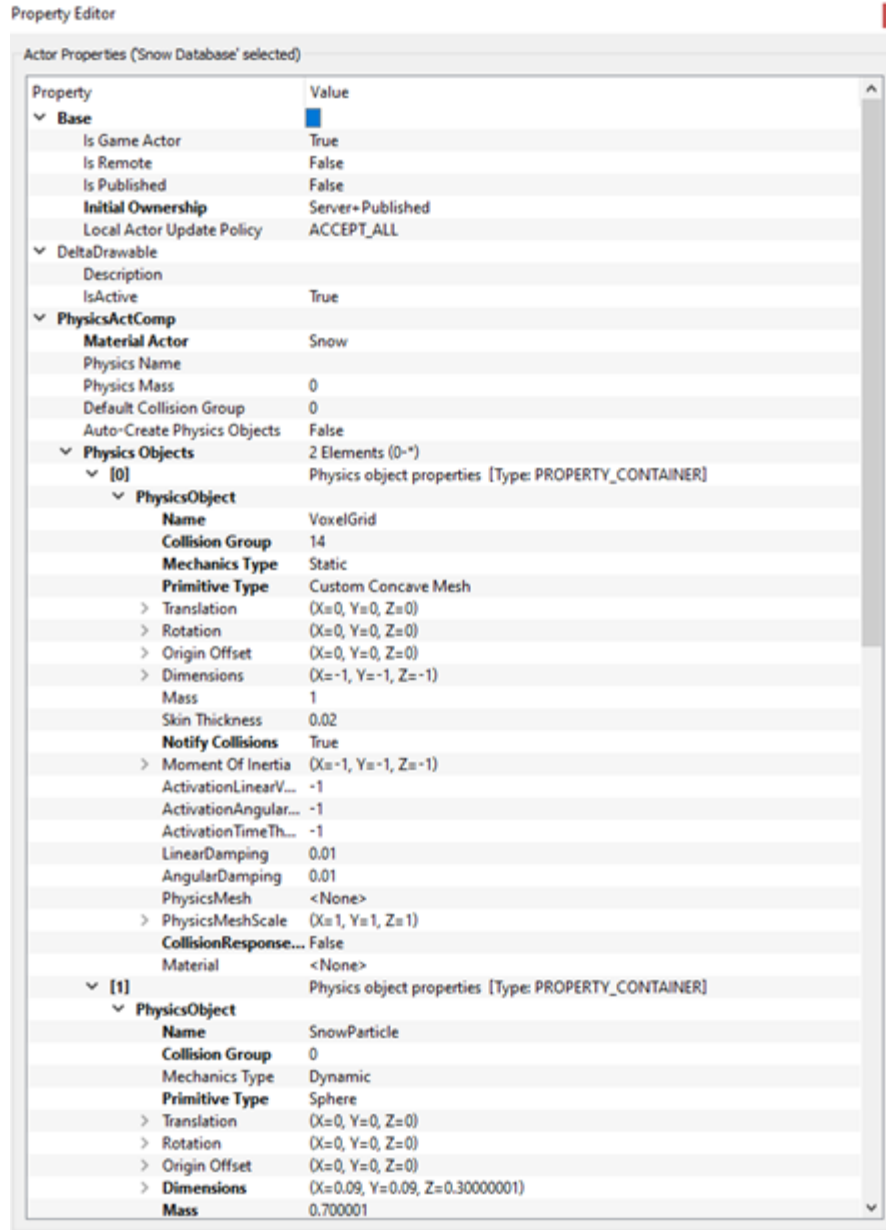 Property Editor
Actor Properties ('Snow Database' selected)
Property Value
Base
Is Game Actor True
Is Remote False
Is Published False
Initial Ownership Server+Published
Local Actor Update Policy ACCEPT_ALL
DeltaDrawable
Description
IsActive True
PhysicsActComp
Material Actor Snow
Physics Name
Physics Mass 0
Default Collision Group 0
Auto-Create Physics Objects False
Physics Objects 2 Elements (0-*)
[0] Physics object properties [Type: PROPERTY_CONTAINER]
PhysicsObject
Name VoxelGrid
Collision Group 14
Mechanics Type Static
Primitive Type Custom Concave Mesh
Translation (X=0, Y=0, Z=0)
Rotation (X=0, Y=0, Z=0)
Origin Offset (X=0, Y=0, Z=0)
Dimensions (X=-1, Y=-1, Z=-1)
Mass 1
Skin Thickness 0.02
Notify Collisions True
Moment Of Inertia (X=-1, Y=-1, Z=-1)
ActivationLinearV... -1
ActivationAngular... -1
ActivationTimeTh... -1
LinearDamping 0.01
AngularDamping 0.01
PhysicsMesh <None>
PhysicsMeshScale (X=1, Y=1, Z=1)
CollisionResponse... False
Material <None>
[1] Physics object properties [Type: PROPERTY_CONTAINER]
PhysicsObject
Name SnowParticle
Collision Group 0
Mechanics Type Dynamic
Primitive Type Sphere
Translation (X=0, Y=0, Z=0)
Rotation (X=0, Y=0, Z=0)
Origin Offset (X=0, Y=0, Z=0)
Dimensions (X=0.09, Y=0.09, Z=0.30000001)
Mass 0.700001